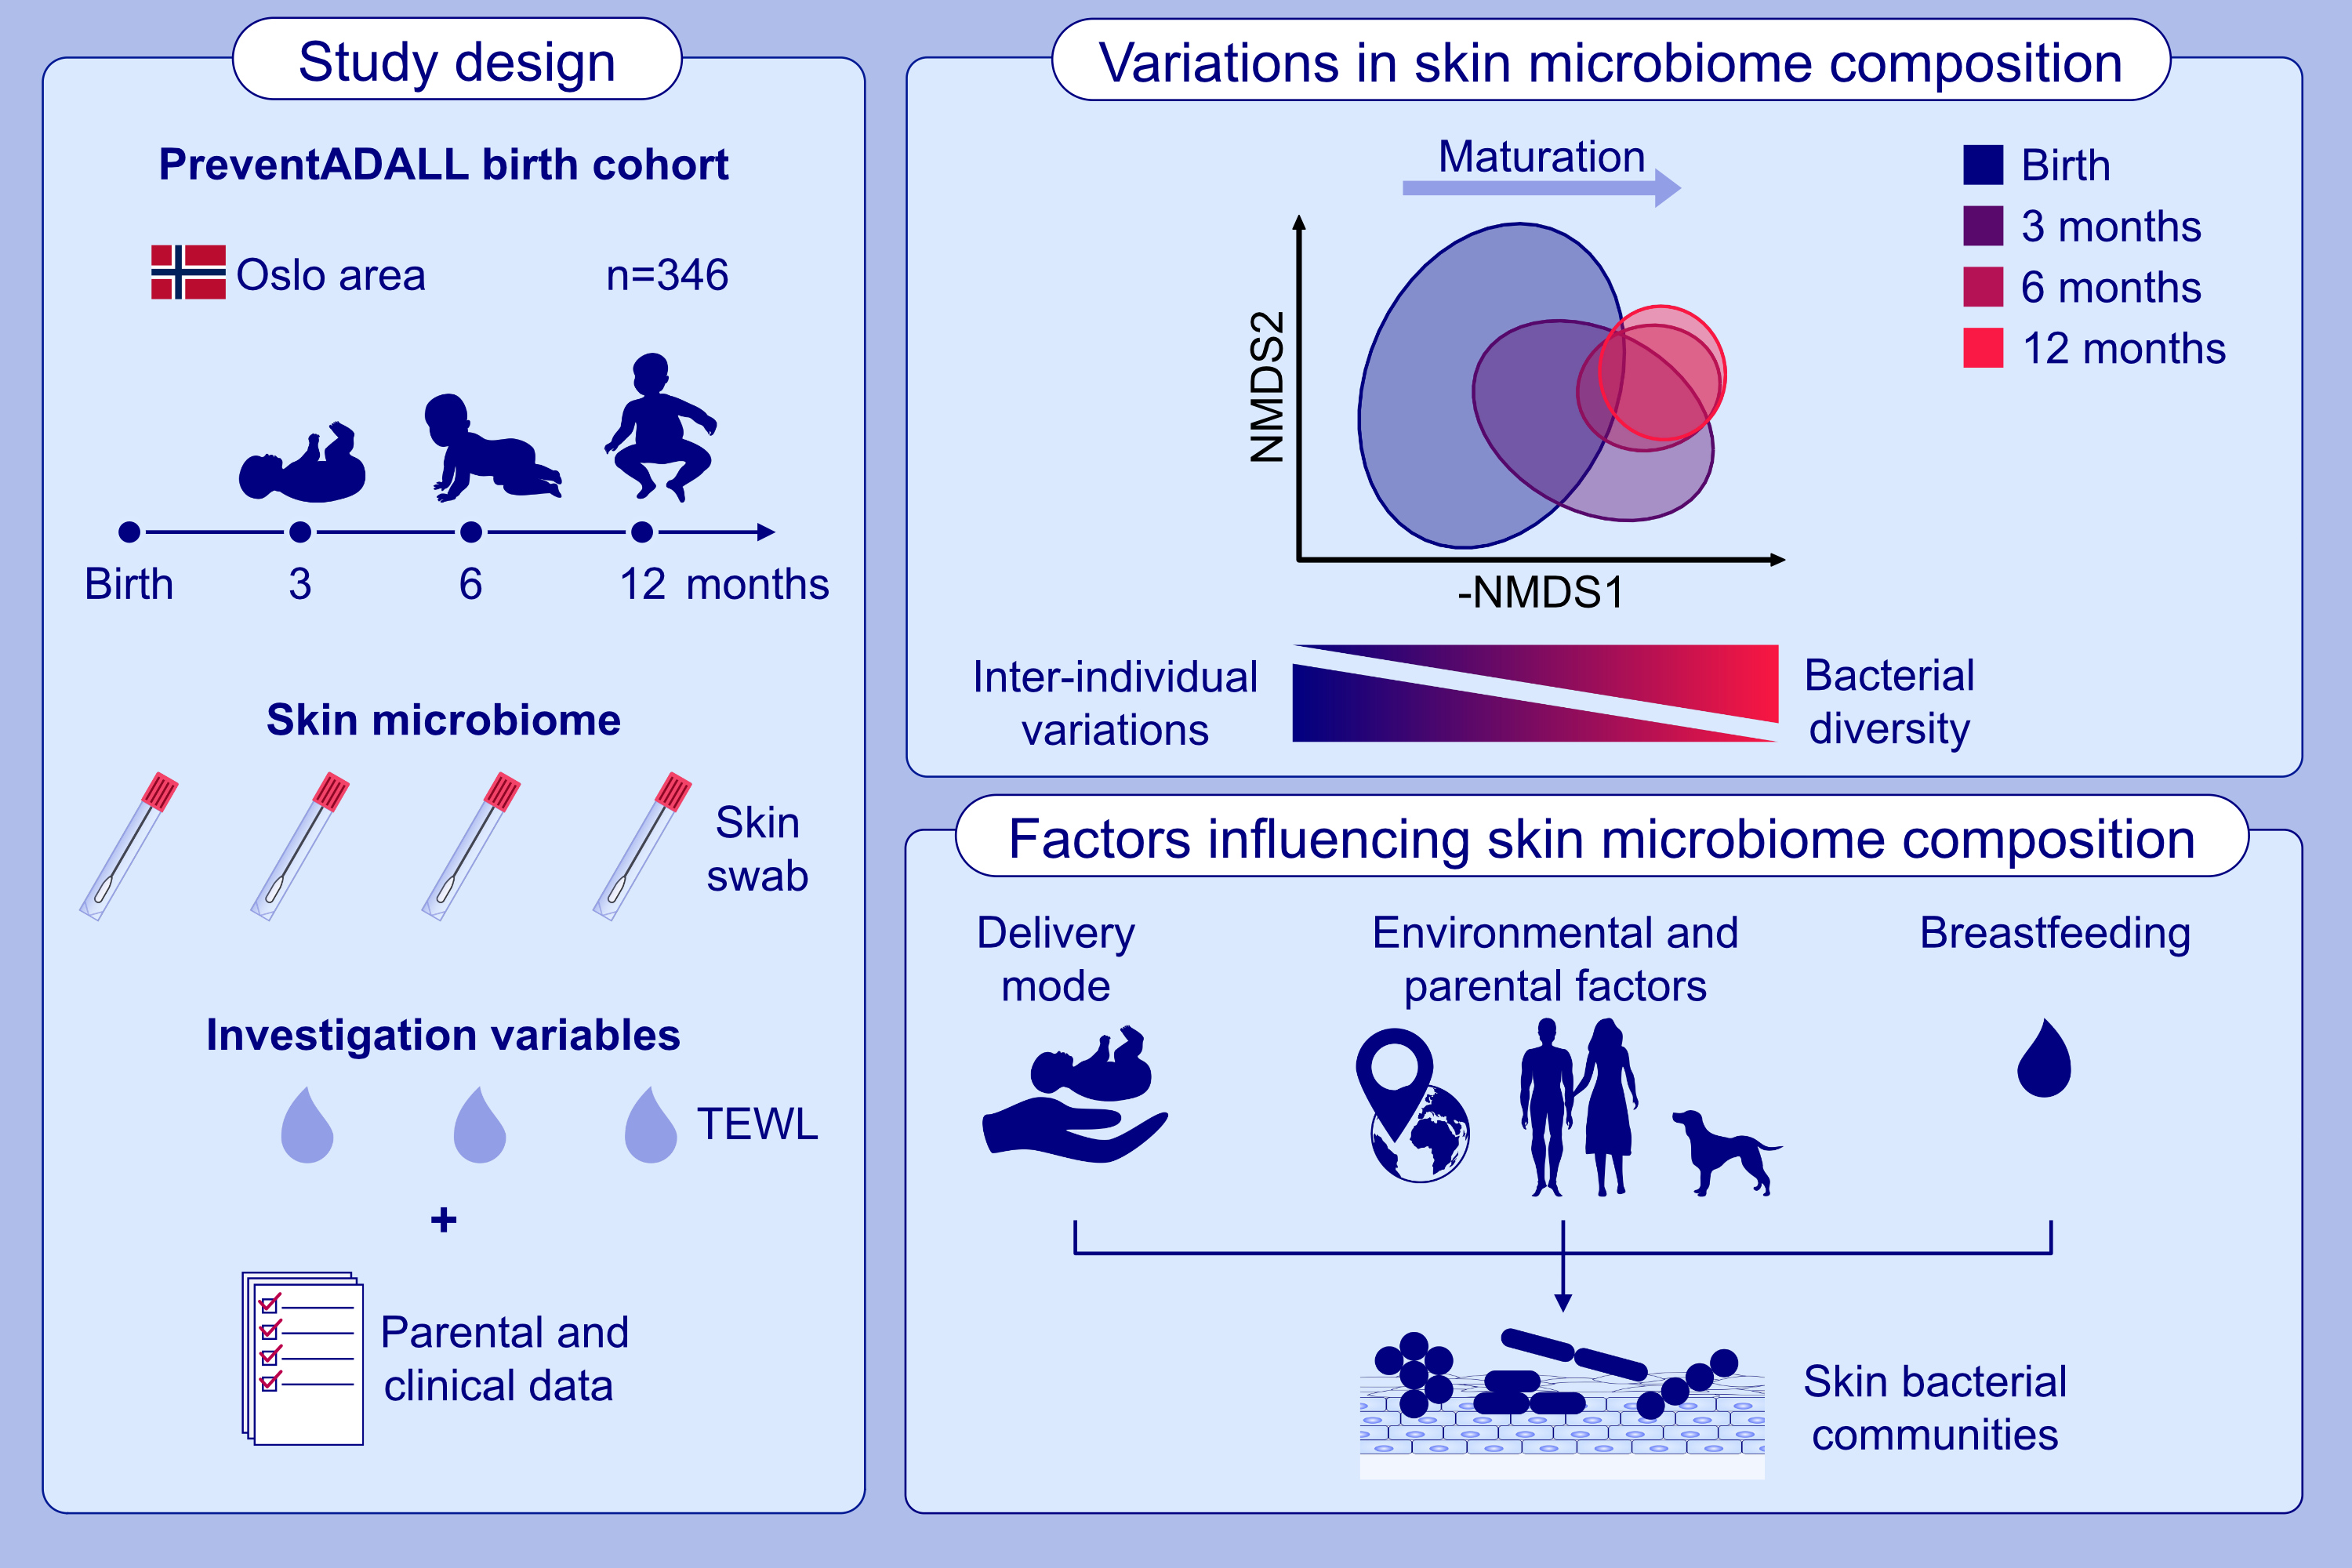 Study design
PreventADALL birth cohort
Oslo area
n=346
Birth
3
6
12 months
Skin microbiome
Skin
swab
Investigation variables
TEWL
+
Parental and
clinical data
Variations in skin microbiome composition
Maturation
NMDS2
-NMDS1
Birth
3 months
6 months
12 months
Inter-individual
variations
Bacterial
diversity
Factors influencing skin microbiome composition
Delivery
mode
Environmental and
parental factors
Breastfeeding
Skin bacterial
communities